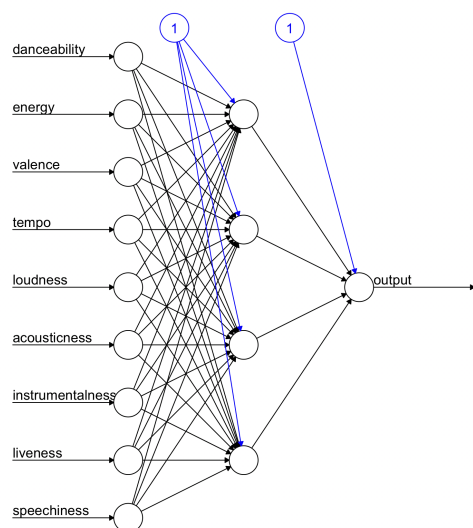 1
1
danceability
energy
valence
tempo
loudness
output
acousticness
instrumentalness
liveness
speechiness